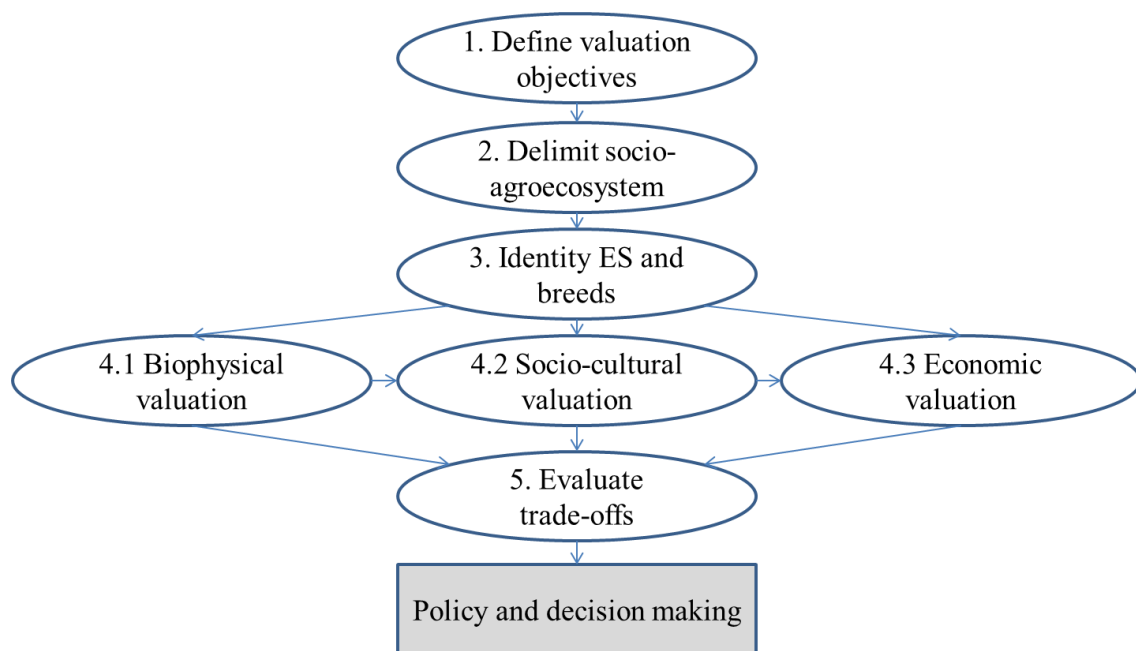 1. Define valuation
objectives
2. Delimit socio-
agroecosystem
3. Identity ES and
breeds
4.1 Biophysical
valuation
4.2 Socio-cultural
valuation
4.3 Economic
valuation
5. Evaluate
trade-offs
Policy and decision making